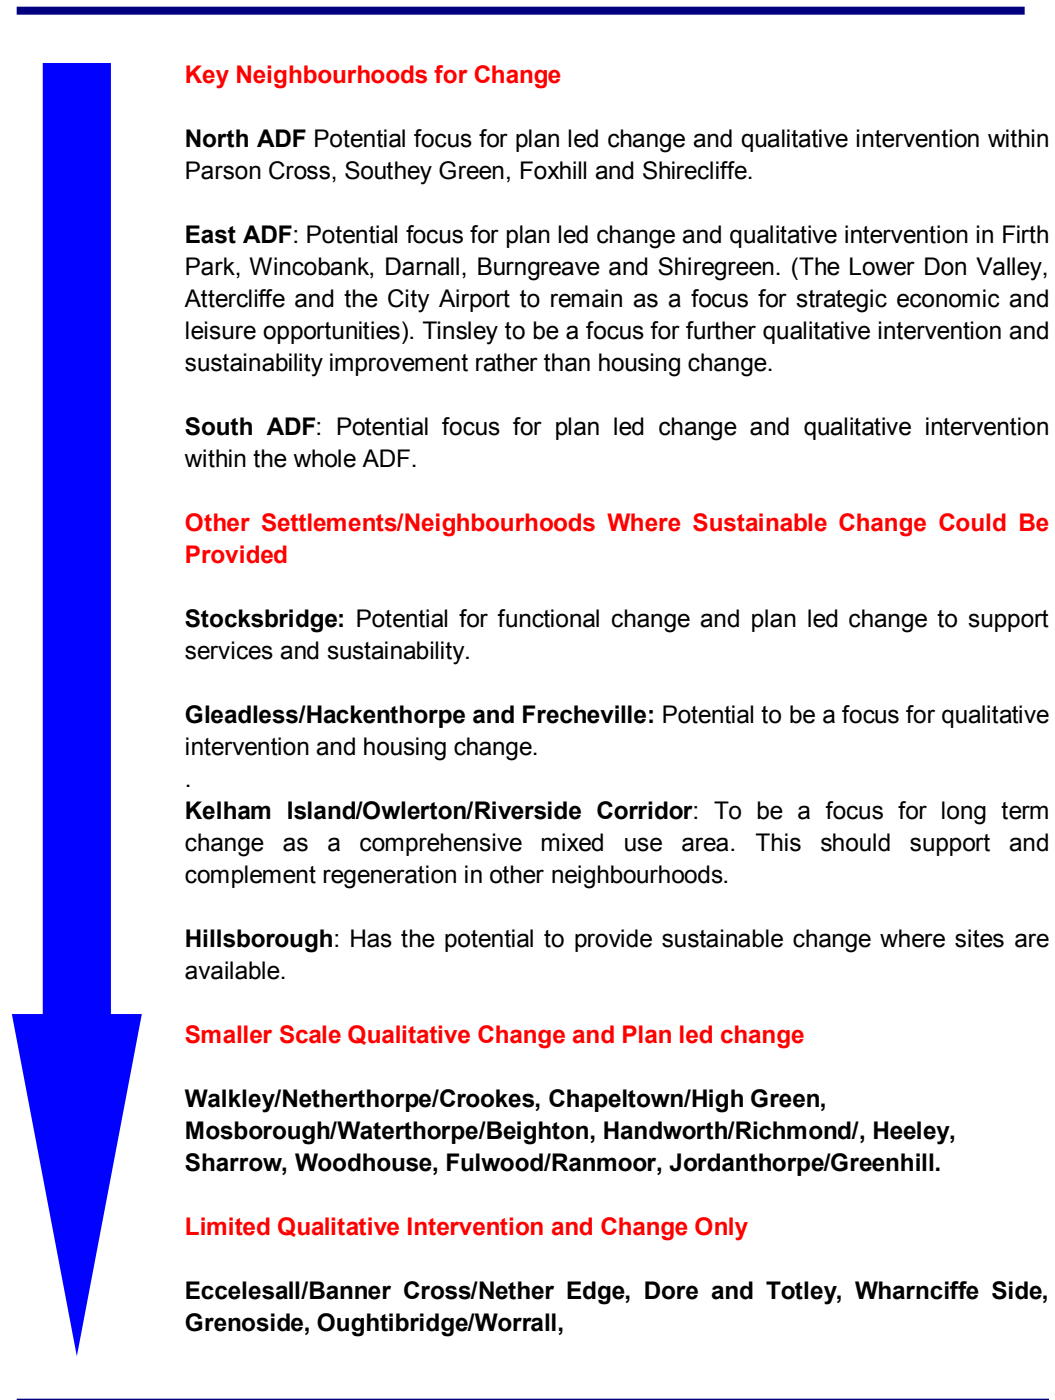 Key Neighbourhoods for Change
North ADF Potential focus for plan led change and qualitative intervention within
Parson Cross, Southey Green, Foxhill and Shirecliffe.
East ADF: Potential focus for plan led change and qualitative intervention in Firth
Park, Wincobank, Darnall, Burngreave and Shiregreen. (The Lower Don Valley,
Attercliffe and the City Airport to remain as a focus for strategic economic and
leisure opportunities). Tinsley to be a focus for further qualitative intervention and
sustainability improvement rather than housing change.
South ADF: Potential focus for plan led change and qualitative intervention
within the whole ADF.
Other Settlements/Neighbourhoods Where Sustainable Change Could Be
Provided
Stocksbridge: Potential for functional change and plan led change to support
services and sustainability.
Gleadless/Hackenthorpe and Frecheville: Potential to be a focus for qualitative
intervention and housing change.
.
Kelham Island/Owlerton/Riverside Corridor: To be a focus for long term
change as a comprehensive mixed use area. This should support and
complement regeneration in other neighbourhoods.
Hillsborough: Has the potential to provide sustainable change where sites are
available.
Smaller Scale Qualitative Change and Plan led change
Walkley/Netherthorpe/Crookes, Chapeltown/High Green,
Mosborough/Waterthorpe/Beighton, Handworth/Richmond/, Heeley,
Sharrow, Woodhouse, Fulwood/Ranmoor, Jordanthorpe/Greenhill.
Limited Qualitative Intervention and Change Only
Eccelesall/Banner Cross/Nether Edge, Dore and Totley, Wharnciffe Side,
Grenoside, Oughtibridge/Worrall,